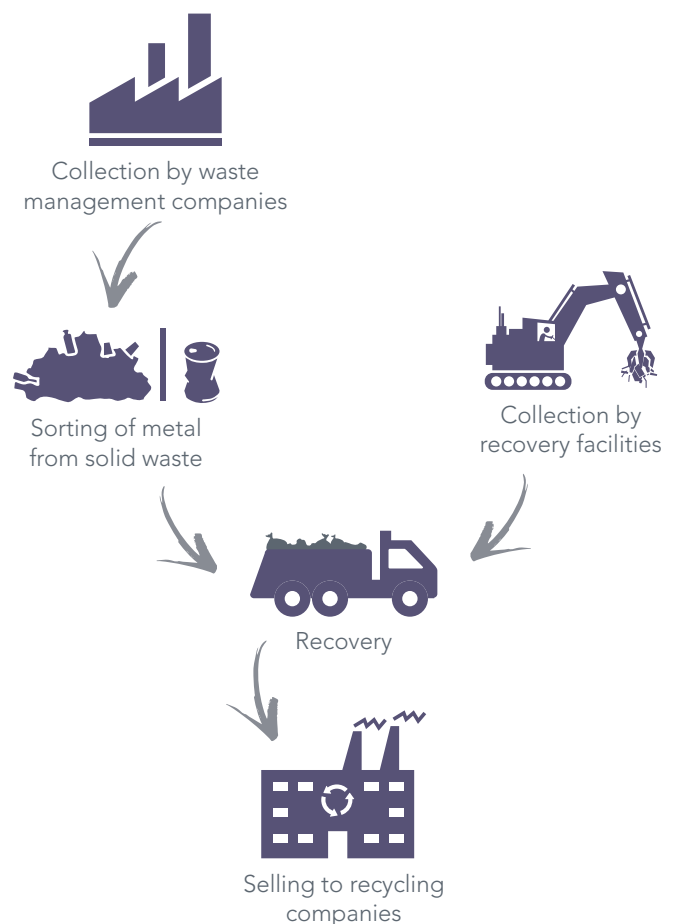 Collection by waste
management companies
Sorting of metal
from solid waste
Collection by
recovery facilities
Recovery
Selling to recycling
companies